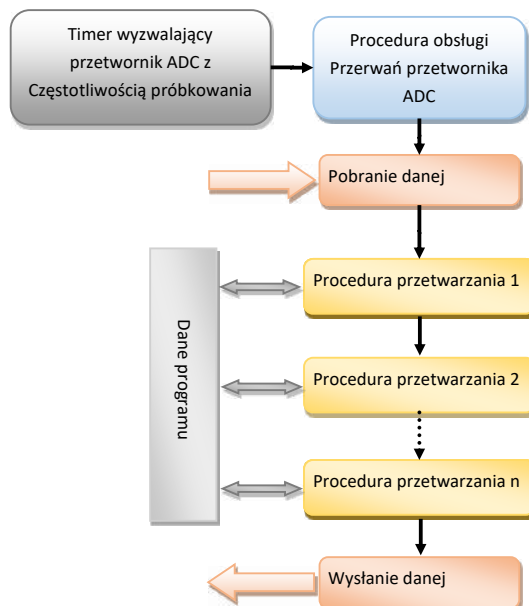 Timer wyzwalający
przetwornik ADC z
Częstotliwością próbkowania
Procedura obsługi
Przerwań przetwornika
ADC
Pobranie danej
Procedura przetwarzania 1
Dane programu
Procedura przetwarzania 2
Procedura przetwarzania n
Wysłanie danej